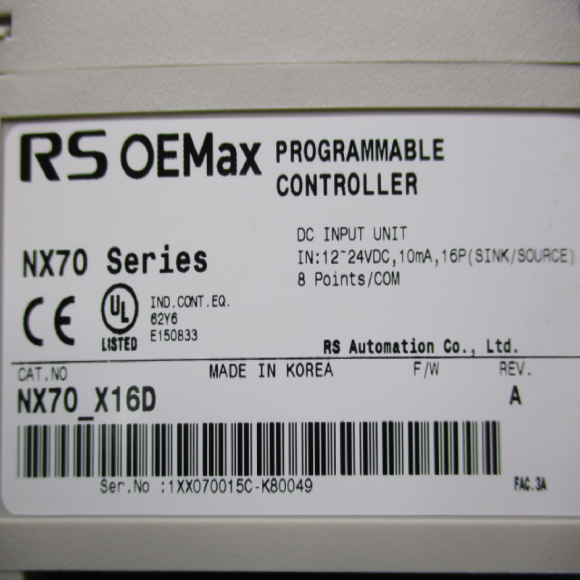 RS OEMax PROGRAMMABLE CONTROLLER
NX70 Series
DC INPUT UNIT
IN:12~24VDC,10mA,16P(SINK/SOURCE)
8 Points/COM
CE
UL LISTED
IND.CONT.EQ.
62Y6
E150833
RS Automation Co., Ltd.
CAT.NO MADE IN KOREA F/W REV.
NX70_X16D A
Ser.No :1XX070015C-K80049 FAC.3A